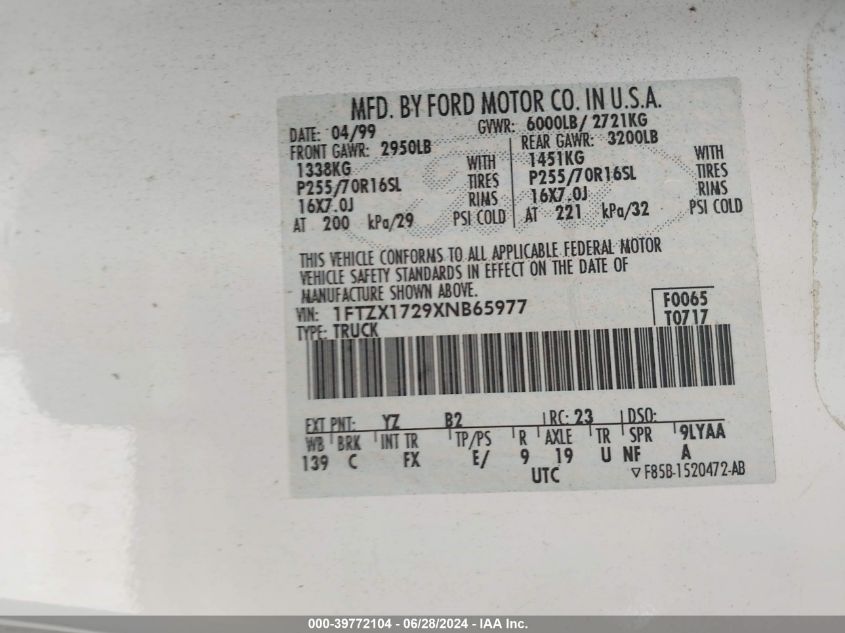 MFD. BY FORD MOTOR CO. IN U.S.A.
DATE: 04/99 GVWR: 6000LB/ 2721KG
FRONT GAWR: 2950LB REAR GAWR: 3200LB
1338KG WITH 1451KG WITH
P255/70R16SL TIRES P255/70R16SL TIRES
16X7.0J RIMS 16X7.0J RIMS
AT 200 kPa/29 PSI COLD AT 221 kPa/32 PSI COLD
THIS VEHICLE CONFORMS TO ALL APPLICABLE FEDERAL MOTOR
VEHICLE SAFETY STANDARDS IN EFFECT ON THE DATE OF
MANUFACTURE SHOWN ABOVE.
VIN: 1FTZX1729XNB65977 F0065
TYPE: TRUCK T0717
EXT PNT: YZ B2 RC: 23 DSO:
WB BRK INT TR TP/PS R AXLE TR SPR 9LYAA
139 C FX E/ 9 19 U NF A
UTC ▽F85B-1520472-AB
000-39772104 - 06/28/2024 - IAA Inc.